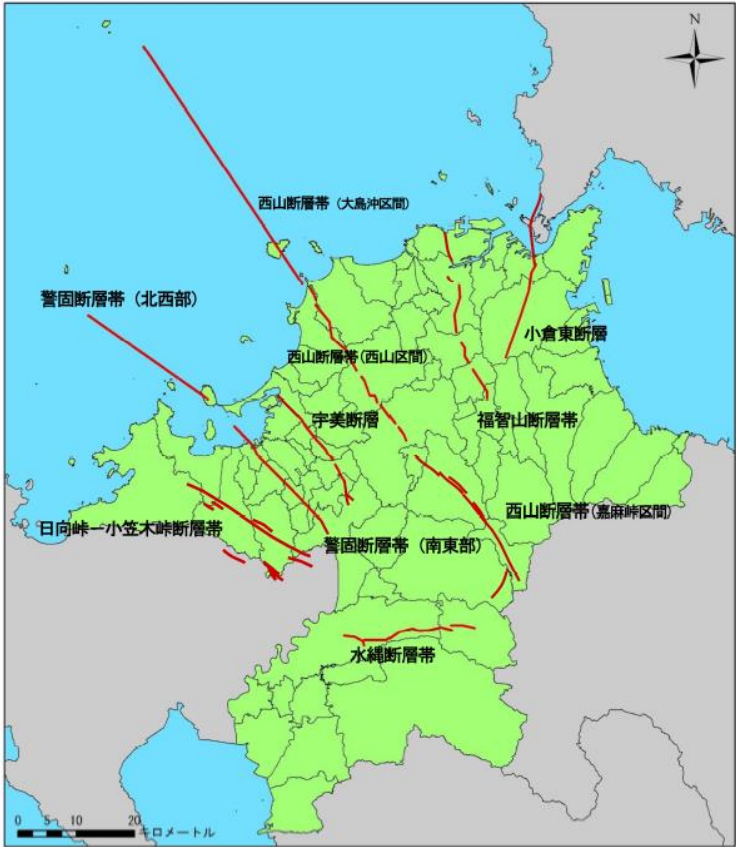 N
西山断層帯（大島沖区間）
警固断層帯（北西部）
小倉東断層
西山断層帯(西山区間)
宇美断層
福智山断層帯
西山断層帯(嘉麻峠区間)
日向峠－小笠木峠断層帯
警固断層帯（南東部）
水縄断層帯
0 5 10 20
キロメートル